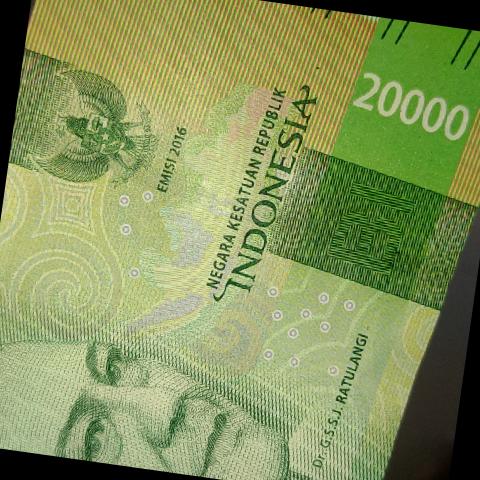 20000
EMISI 2016
NEGARA KESATUAN REPUBLIK
INDONESIA
Dr. G.S.S.J. RATULANGI